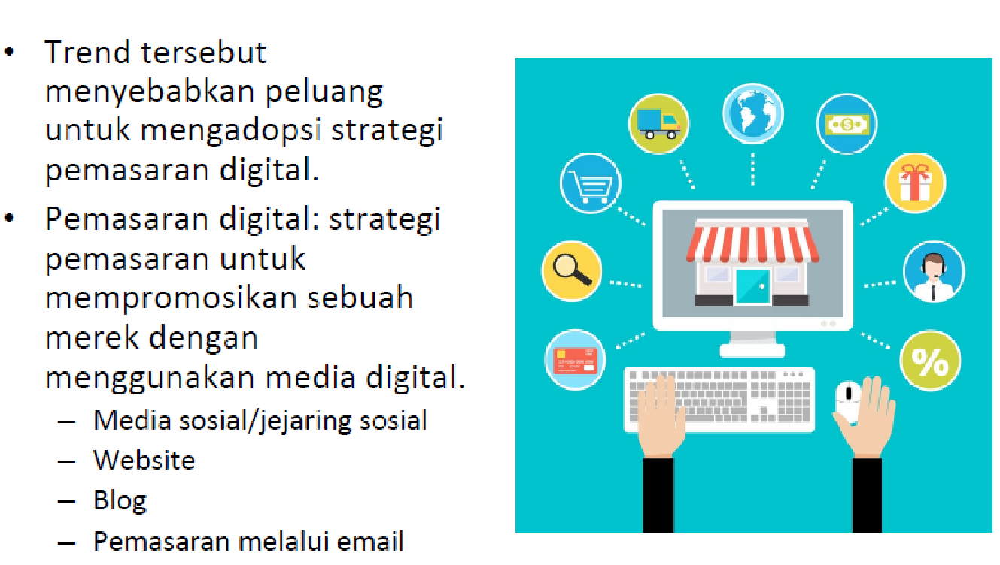 • Trend tersebut
menyebabkan peluang
untuk mengadopsi strategi
pemasaran digital.
• Pemasaran digital: strategi
pemasaran untuk
mempromosikan sebuah
merek dengan
menggunakan media digital.
– Media sosial/jejaring sosial
– Website
– Blog
– Pemasaran melalui email
$
%